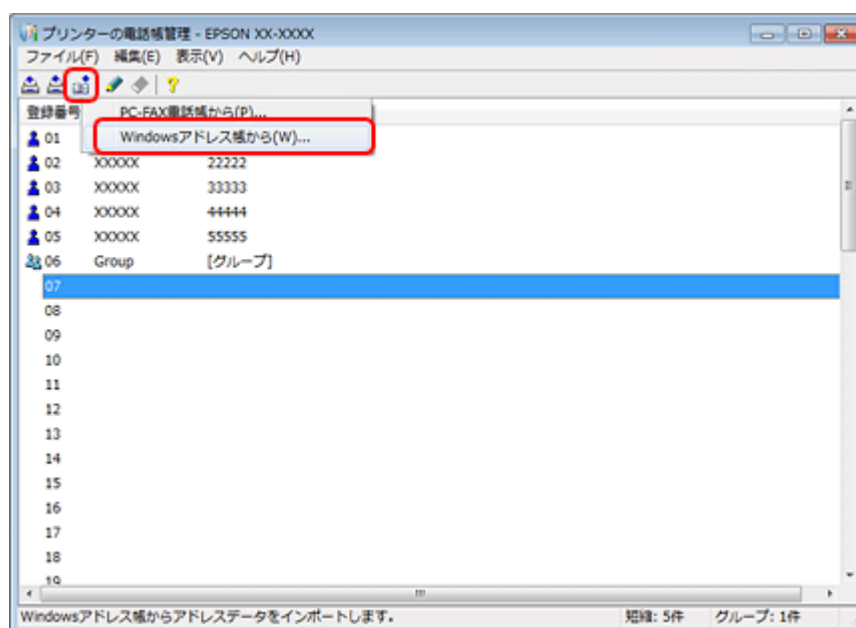 プリンターの電話帳管理 - EPSON XX-XXXX
ファイル(F) 編集(E) 表示(V) ヘルプ(H)
登録番号
PC-FAX電話帳から(P)...
01 Windowsアドレス帳から(W)...
02 XXXXX 22222
03 XXXXX 33333
04 XXXXX 44444
05 XXXXX 55555
06 Group [グループ]
07
08
09
10
11
12
13
14
15
16
17
18
19
Windowsアドレス帳からアドレスデータをインポートします。 短縮: 5件 グループ: 1件